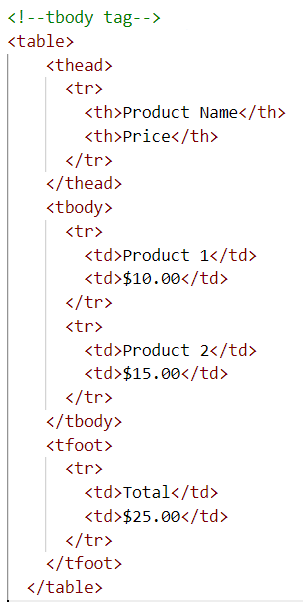 <!--tbody tag-->
<table>
    <thead>
      <tr>
        <th>Product Name</th>
        <th>Price</th>
      </tr>
    </thead>
    <tbody>
      <tr>
        <td>Product 1</td>
        <td>$10.00</td>
      </tr>
      <tr>
        <td>Product 2</td>
        <td>$15.00</td>
      </tr>
    </tbody>
    <tfoot>
      <tr>
        <td>Total</td>
        <td>$25.00</td>
      </tr>
    </tfoot>
  </table>